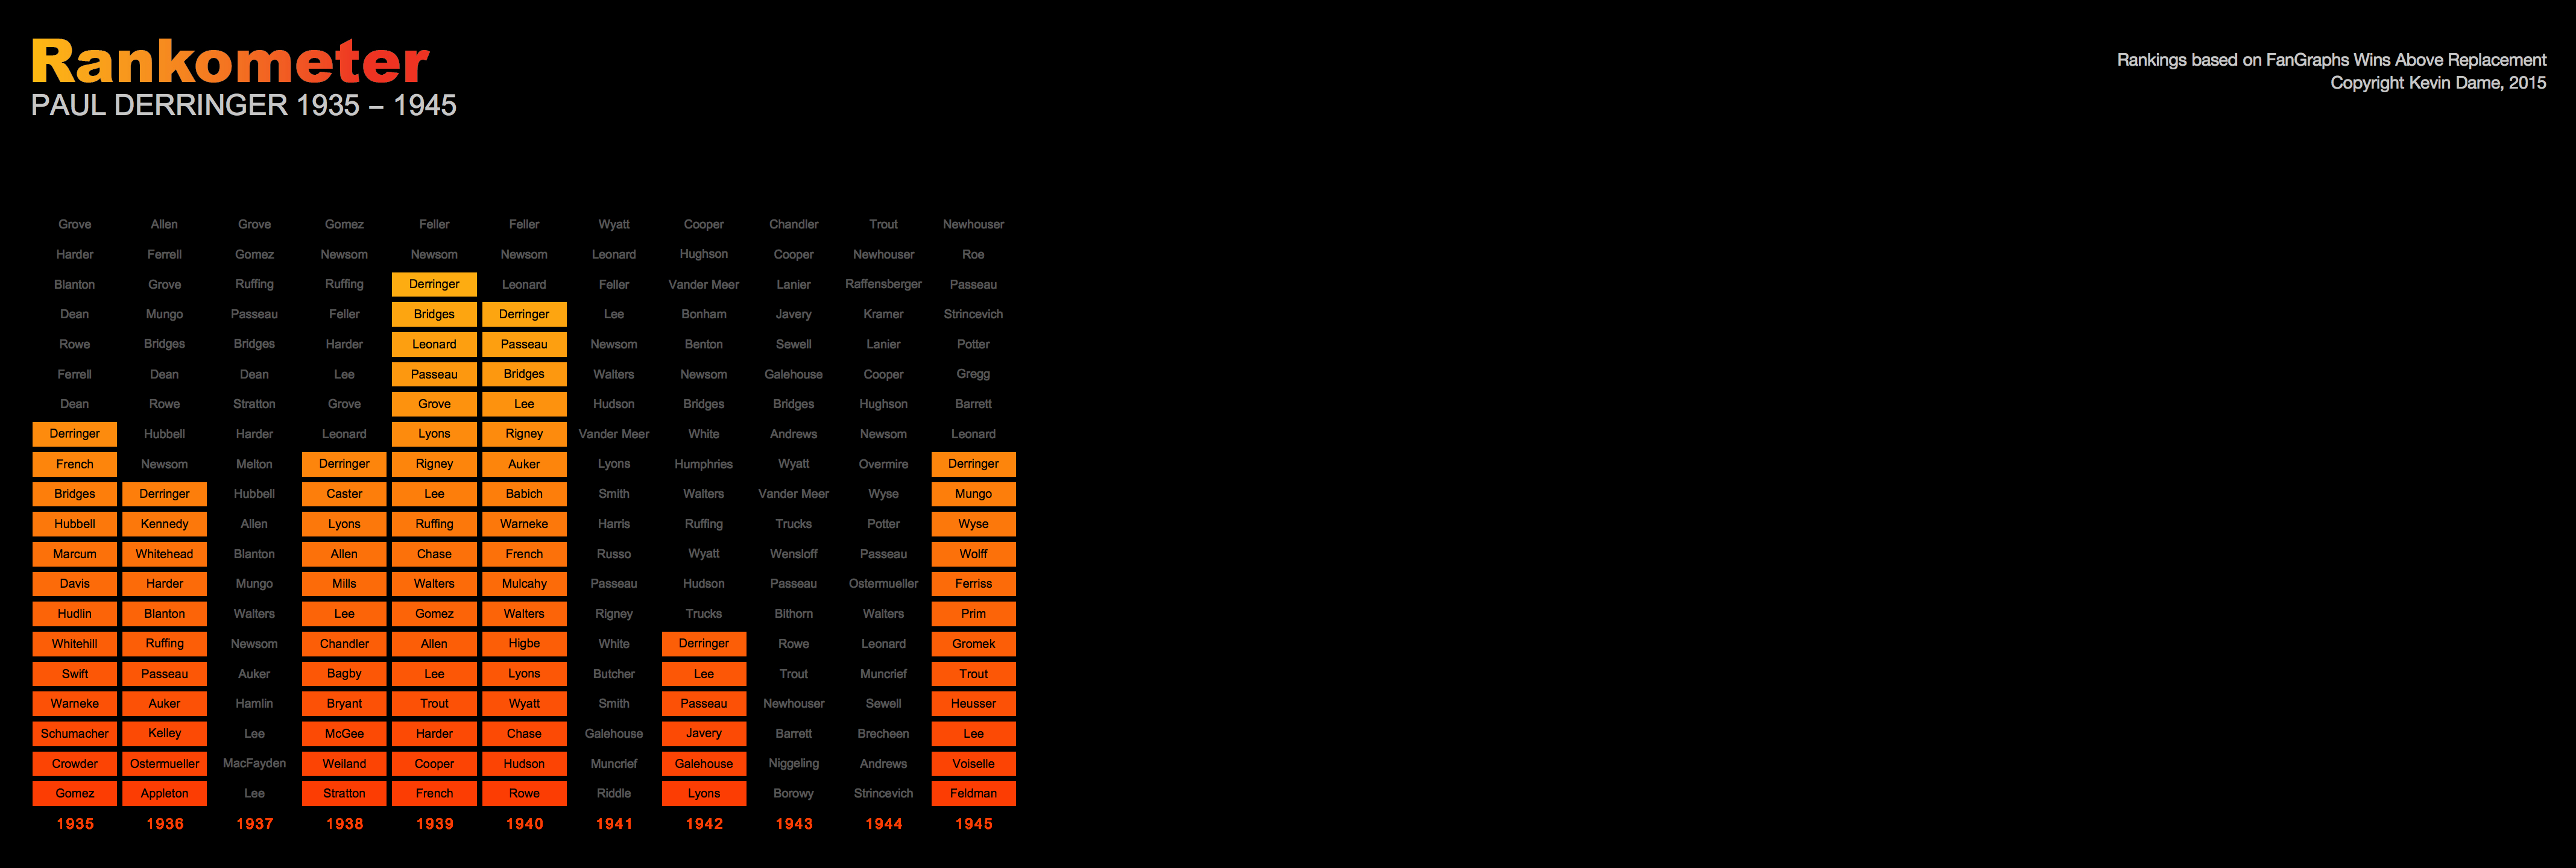 Rankometer
PAUL DERRINGER 1935 – 1945
Rankings based on FanGraphs Wins Above Replacement
Copyright Kevin Dame, 2015
Grove Allen Grove Gomez Feller Feller Wyatt Cooper Chandler Trout Newhouser
Harder Ferrell Gomez Newsom Newsom Newsom Leonard Hughson Cooper Newhouser Roe
Blanton Grove Ruffing Ruffing Derringer Leonard Feller Vander Meer Lanier Raffensberger Passeau
Dean Mungo Passeau Feller Bridges Derringer Lee Bonham Javery Kramer Strincevich
Rowe Bridges Bridges Harder Leonard Passeau Newsom Benton Sewell Lanier Potter
Ferrell Dean Dean Lee Passeau Bridges Walters Newsom Galehouse Cooper Gregg
Dean Rowe Stratton Grove Grove Lee Hudson Bridges Bridges Hughson Barrett
Derringer Hubbell Harder Leonard Lyons Rigney Vander Meer White Andrews Newsom Leonard
French Newsom Melton Derringer Rigney Auker Lyons Humphries Wyatt Overmire Derringer
Bridges Derringer Hubbell Caster Lee Babich Smith Walters Vander Meer Wyse Mungo
Hubbell Kennedy Allen Lyons Ruffing Warneke Harris Ruffing Trucks Potter Wyse
Marcum Whitehead Blanton Allen Chase French Russo Wyatt Wensloff Passeau Wolff
Davis Harder Mungo Mills Walters Mulcahy Passeau Hudson Passeau Ostermueller Ferriss
Hudlin Blanton Walters Lee Gomez Walters Rigney Trucks Bithorn Walters Prim
Whitehill Ruffing Newsom Chandler Allen Higbe White Derringer Rowe Leonard Gromek
Swift Passeau Auker Bagby Lee Lyons Butcher Lee Trout Muncrief Trout
Warneke Auker Hamlin Bryant Trout Wyatt Smith Passeau Newhouser Sewell Heusser
Schumacher Kelley Lee McGee Harder Chase Galehouse Javery Barrett Brecheen Lee
Crowder Ostermueller MacFayden Weiland Cooper Hudson Muncrief Galehouse Niggeling Andrews Voiselle
Gomez Appleton Lee Stratton French Rowe Riddle Lyons Borowy Strincevich Feldman
1935 1936 1937 1938 1939 1940 1941 1942 1943 1944 1945